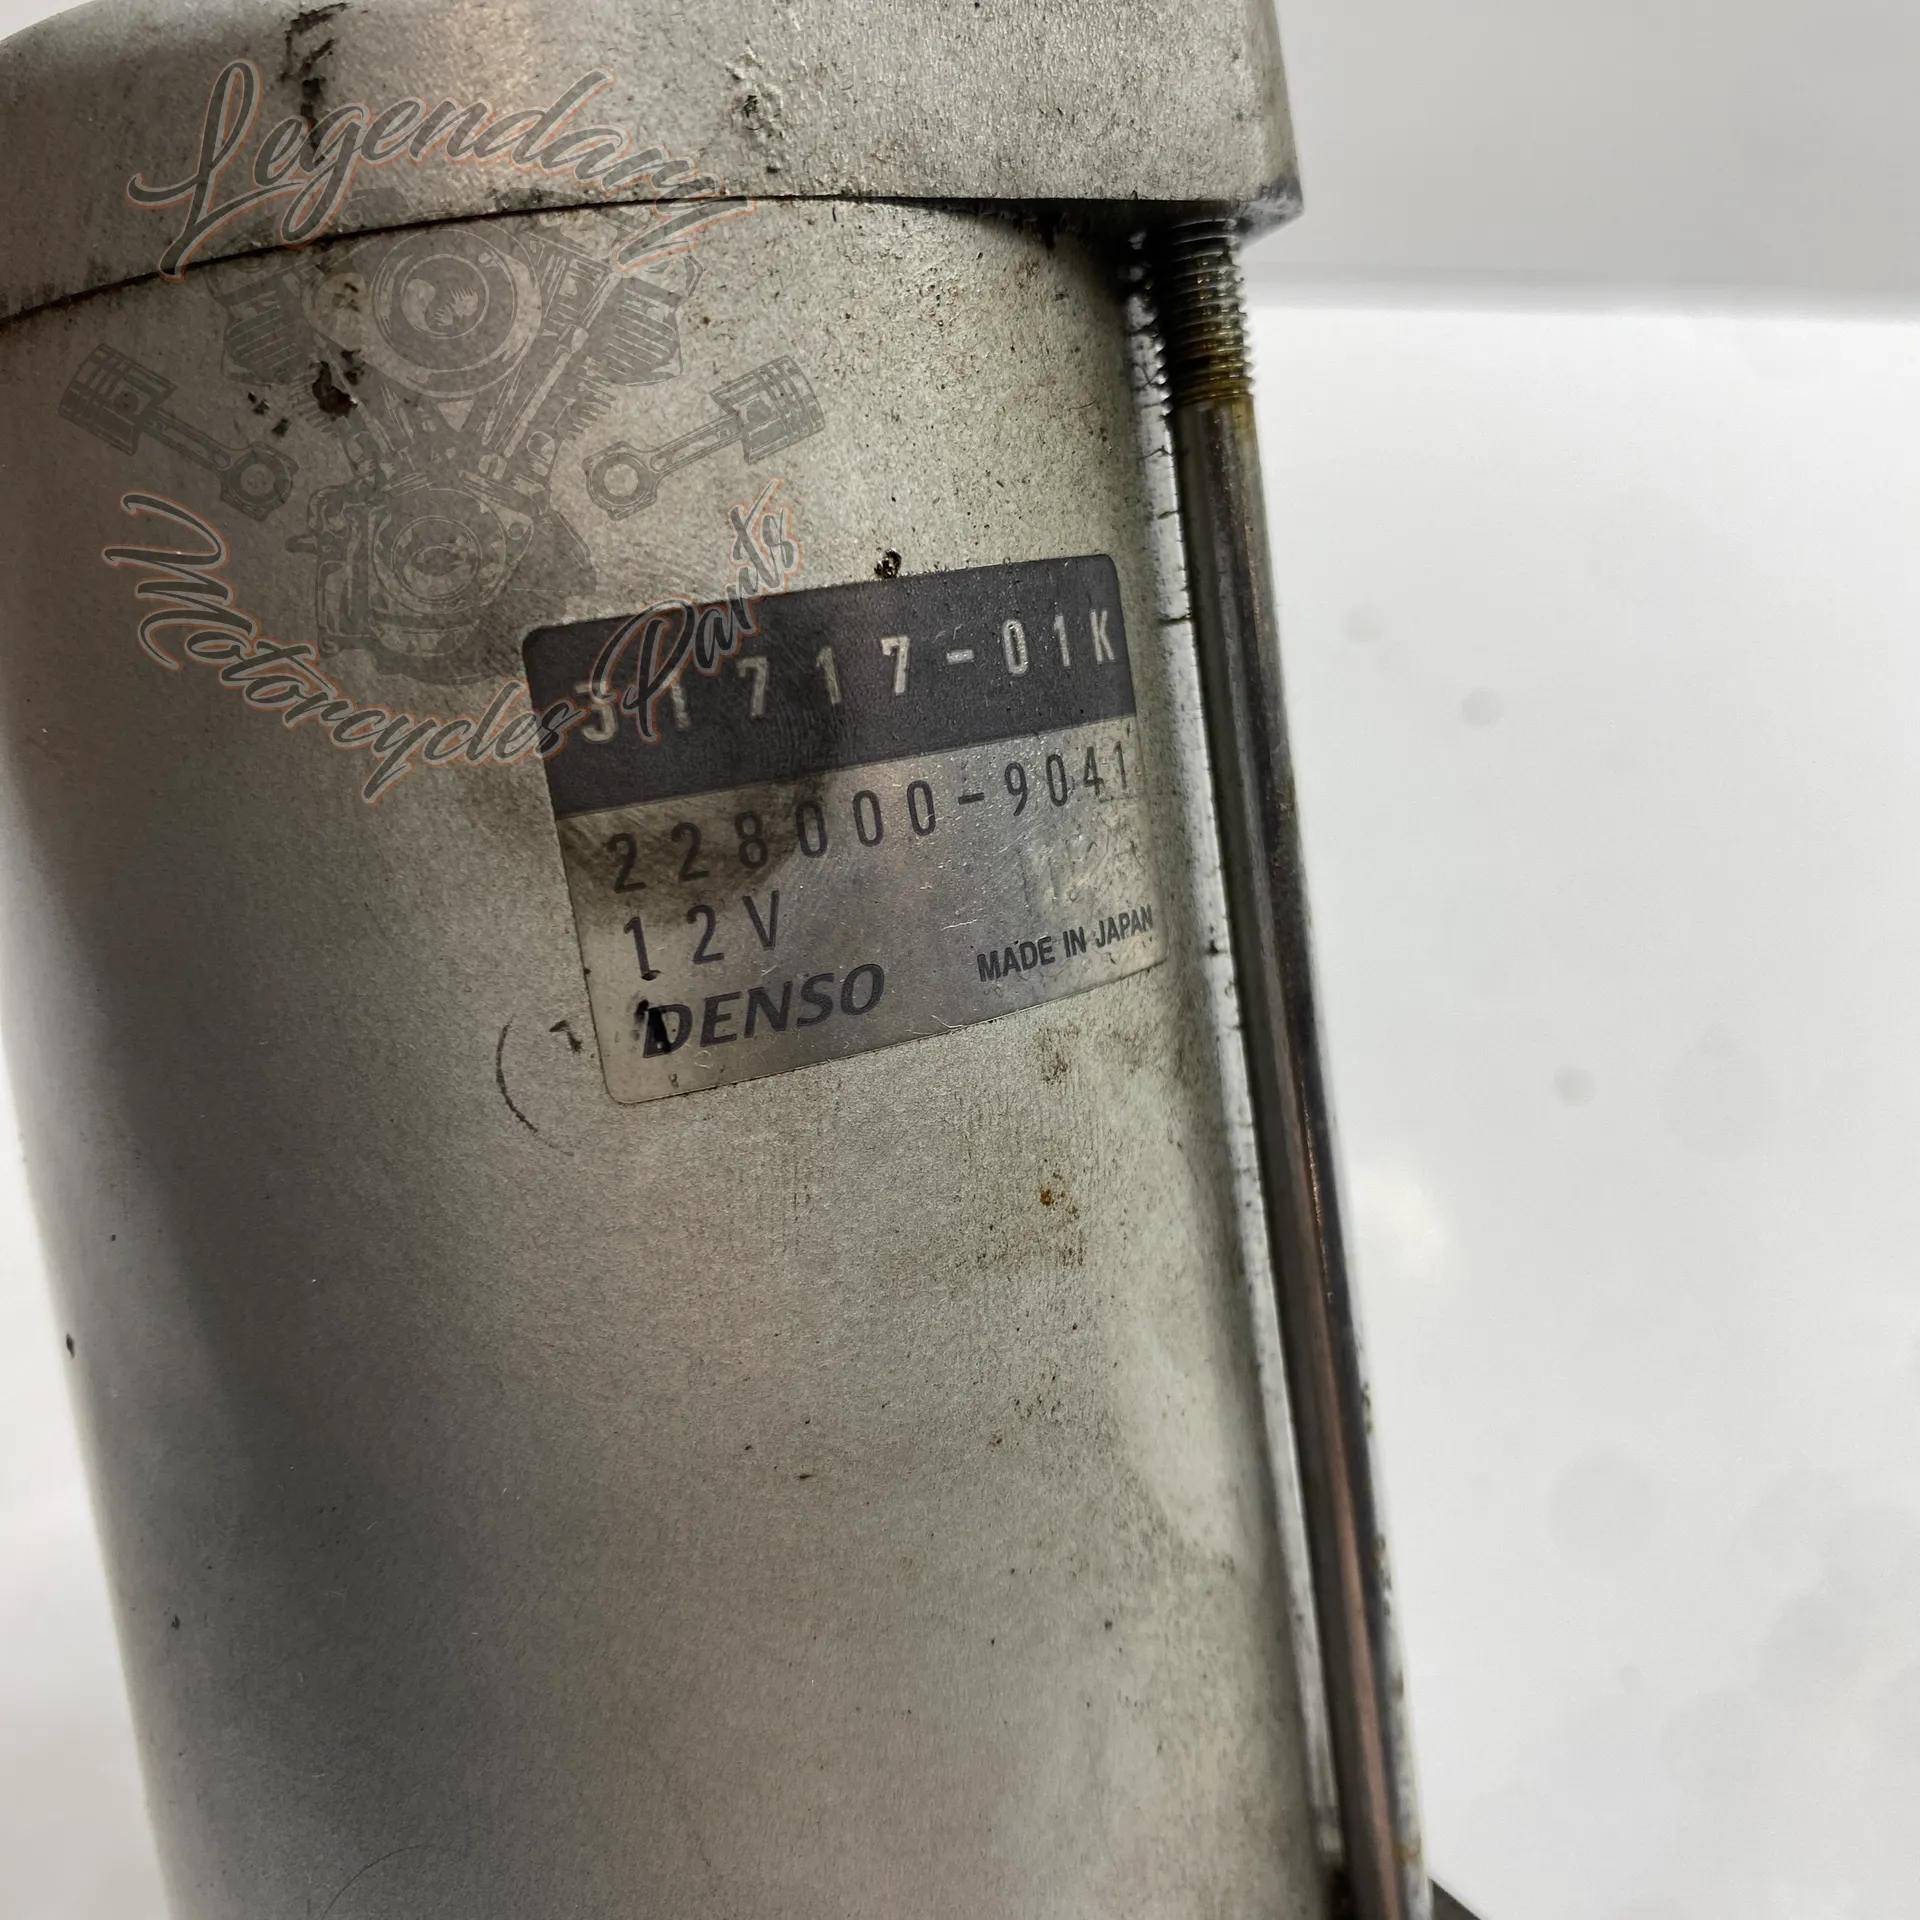 Legendary
Motorcycles Parts
31717-01K
228000-9041
12V
DENSO
MADE IN JAPAN